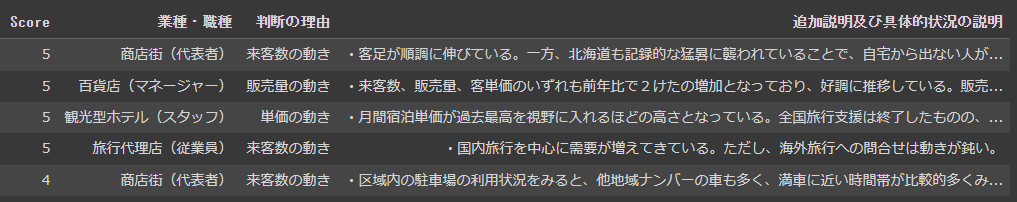 Score 業種・職種 判断の理由 追加説明及び具体的状況の説明
5 商店街（代表者） 来客数の動き ・客足が順調に伸びている。一方、北海道も記録的な猛暑に襲われていることで、自宅から出ない人が...
5 百貨店（マネージャー） 販売量の動き ・来客数、販売量、客単価のいずれも前年比で２けたの増加となっており、好調に推移している。販売...
5 観光型ホテル（スタッフ） 単価の動き ・月間宿泊単価が過去最高を視野に入れるほどの高さとなっている。全国旅行支援は終了したものの、...
5 旅行代理店（従業員） 来客数の動き ・国内旅行を中心に需要が増えてきている。ただし、海外旅行への問合せは動きが鈍い。
4 商店街（代表者） 来客数の動き ・区域内の駐車場の利用状況をみると、他地域ナンバーの車も多く、満車に近い時間帯が比較的多くみ...